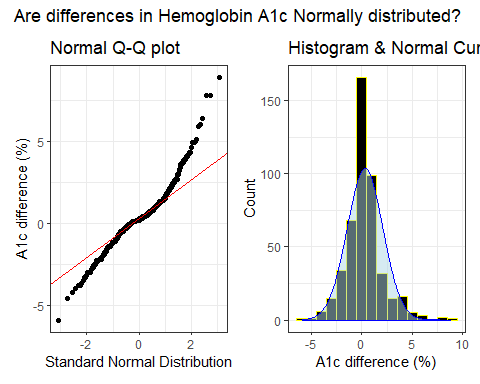 Are differences in Hemoglobin A1c Normally distributed?
Normal Q-Q plot
Histogram & Normal Cur
A1c difference (%)
5
0
-5
-2
0
2
Standard Normal Distribution
Count
150
100
50
0
-5
0
5
10
A1c difference (%)